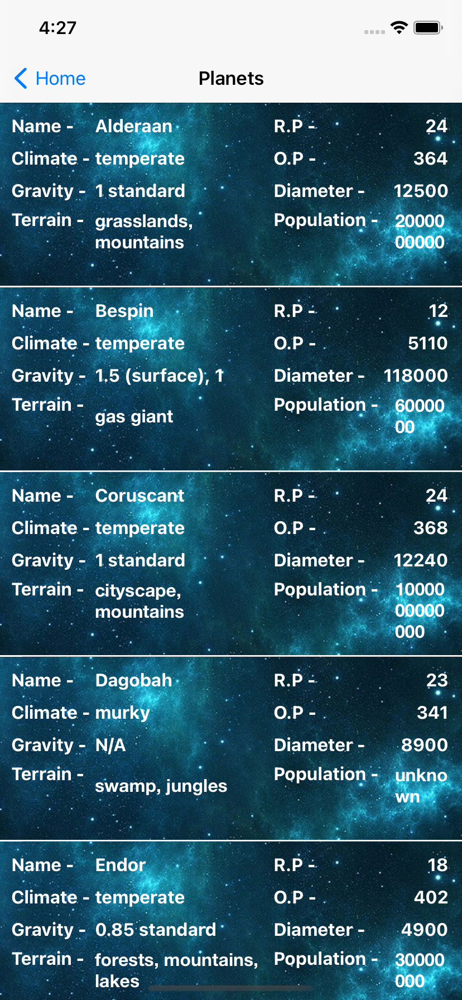 4:27
Home
Planets
Name - Alderaan R.P - 24
Climate - temperate O.P - 364
Gravity - 1 standard Diameter - 12500
Terrain - grasslands, Population - 20000
mountains 00000
Name - Bespin R.P - 12
Climate - temperate O.P - 5110
Gravity - 1.5 (surface), 1 Diameter - 118000
Terrain - gas giant Population - 60000
00
Name - Coruscant R.P - 24
Climate - temperate O.P - 368
Gravity - 1 standard Diameter - 12240
Terrain - cityscape, Population - 10000
mountains 00000
000
Name - Dagobah R.P - 23
Climate - murky O.P - 341
Gravity - N/A Diameter - 8900
Terrain - swamp, jungles Population - unkno
wn
Name - Endor R.P - 18
Climate - temperate O.P - 402
Gravity - 0.85 standard Diameter - 4900
Terrain - forests, mountains, Population - 30000
lakes 000